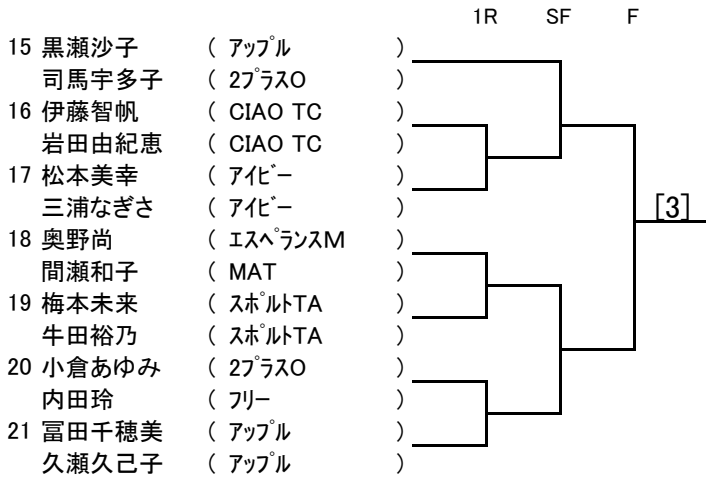 1R SF F
15 黒瀬沙子 ( ｱｯﾌﾟﾙ )
司馬宇多子 ( 2ﾌﾟﾗｽO )
16 伊藤智帆 ( CIAO TC )
岩田由紀恵 ( CIAO TC )
17 松本美幸 ( ｱｲﾋﾞｰ )
三浦なぎさ ( ｱｲﾋﾞｰ )
[3]
18 奥野尚 ( ｴｽﾍﾟﾗﾝｽM )
間瀬和子 ( MAT )
19 梅本未来 ( ｽﾎﾟﾙﾄTA )
牛田裕乃 ( ｽﾎﾟﾙﾄTA )
20 小倉あゆみ ( 2ﾌﾟﾗｽO )
内田玲 ( ﾌﾘｰ )
21 冨田千穂美 ( ｱｯﾌﾟﾙ )
久瀬久己子 ( ｱｯﾌﾟﾙ )